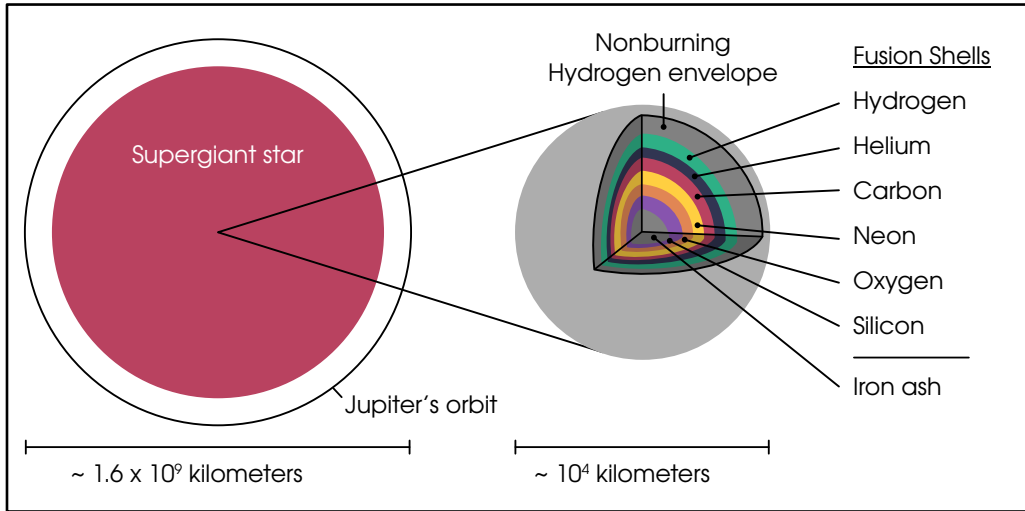 Nonburning
Hydrogen envelope
Fusion Shells
Hydrogen
Helium
Carbon
Neon
Oxygen
Silicon
Iron ash
Supergiant star
Jupiter's orbit
~ 1.6 x 10⁹ kilometers
~ 10⁴ kilometers